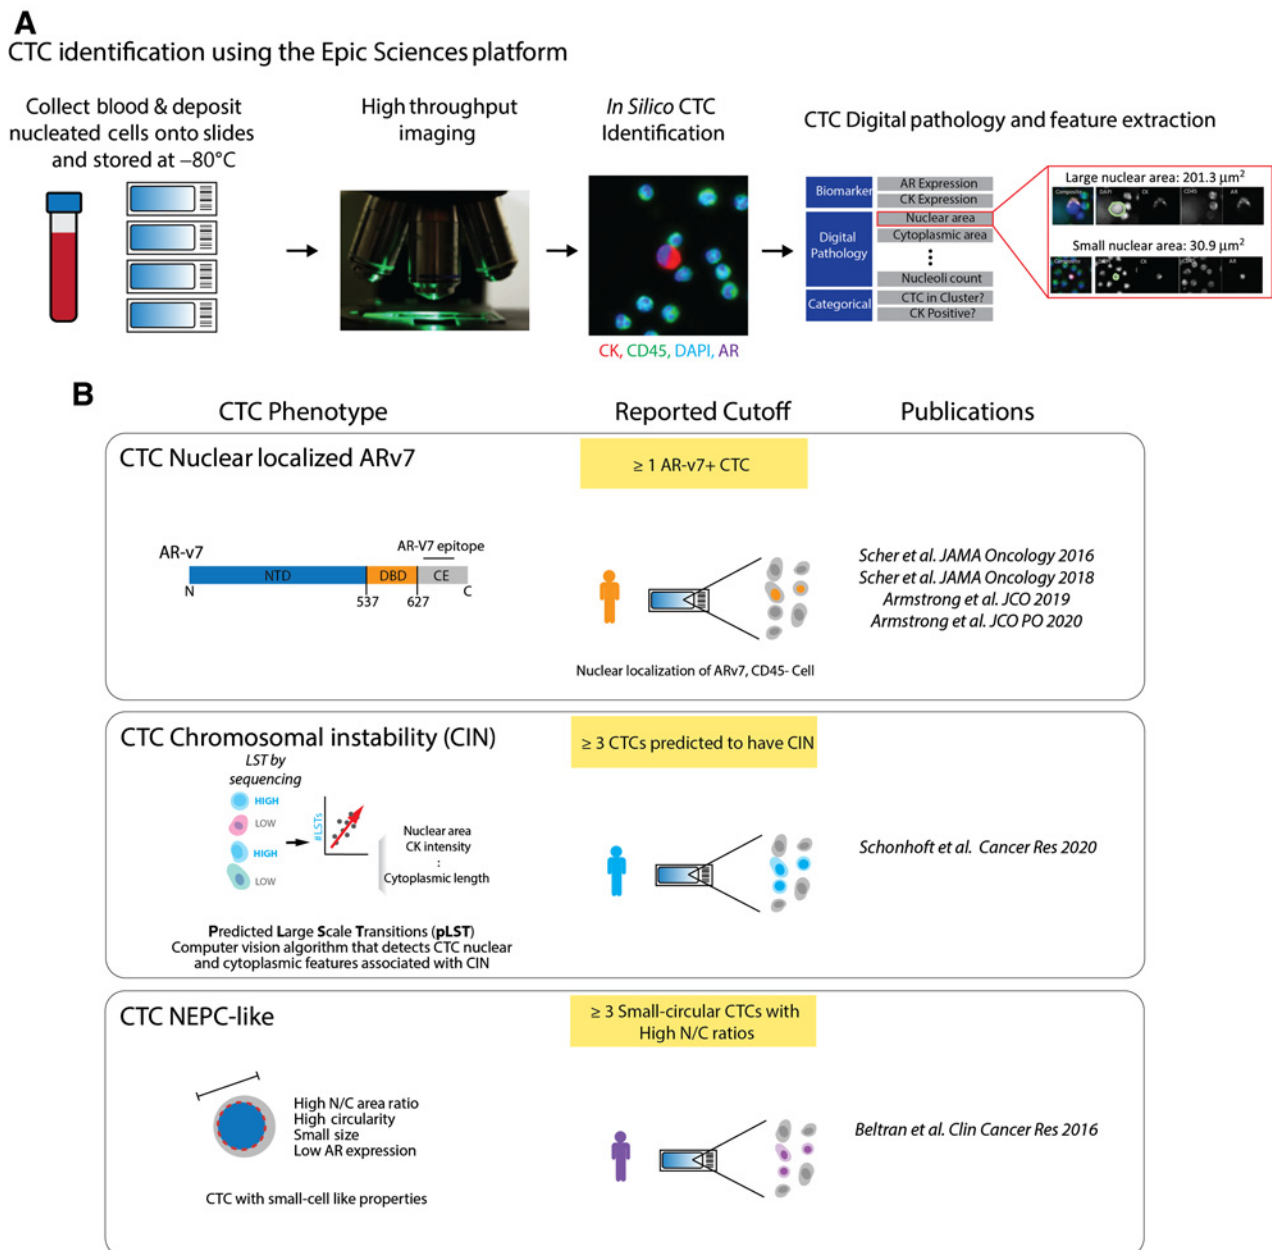 A
CTC identification using the Epic Sciences platform
Collect blood & deposit
nucleated cells onto slides
and stored at −80°C
High throughput
imaging
In Silico CTC
Identification
CK, CD45, DAPI, AR
CTC Digital pathology and feature extraction
Biomarker
AR Expression
CK Expression
Digital
Pathology
Nuclear area
Cytoplasmic area
Nucleoli count
Categorical
CTC in Cluster?
CK Positive?
Large nuclear area: 201.3 μm²
Composite DAPI CK CD45 AR
Small nuclear area: 30.9 μm²
Composite CK AR
B
CTC Phenotype
Reported Cutoff
Publications
CTC Nuclear localized ARv7
≥ 1 AR-v7+ CTC
AR-v7
AR-V7 epitope
NTD DBD CE
N 537 627 C
Nuclear localization of ARv7, CD45- Cell
Scher et al. JAMA Oncology 2016
Scher et al. JAMA Oncology 2018
Armstrong et al. JCO 2019
Armstrong et al. JCO PO 2020
CTC Chromosomal instability (CIN)
≥ 3 CTCs predicted to have CIN
LST by
sequencing
HIGH
LOW
HIGH
LOW
#LSTs
Nuclear area
CK intensity
:
Cytoplasmic length
Predicted Large Scale Transitions (pLST)
Computer vision algorithm that detects CTC nuclear
and cytoplasmic features associated with CIN
Schonhoft et al. Cancer Res 2020
CTC NEPC-like
≥ 3 Small-circular CTCs with
High N/C ratios
High N/C area ratio
High circularity
Small size
Low AR expression
CTC with small-cell like properties
Beltran et al. Clin Cancer Res 2016